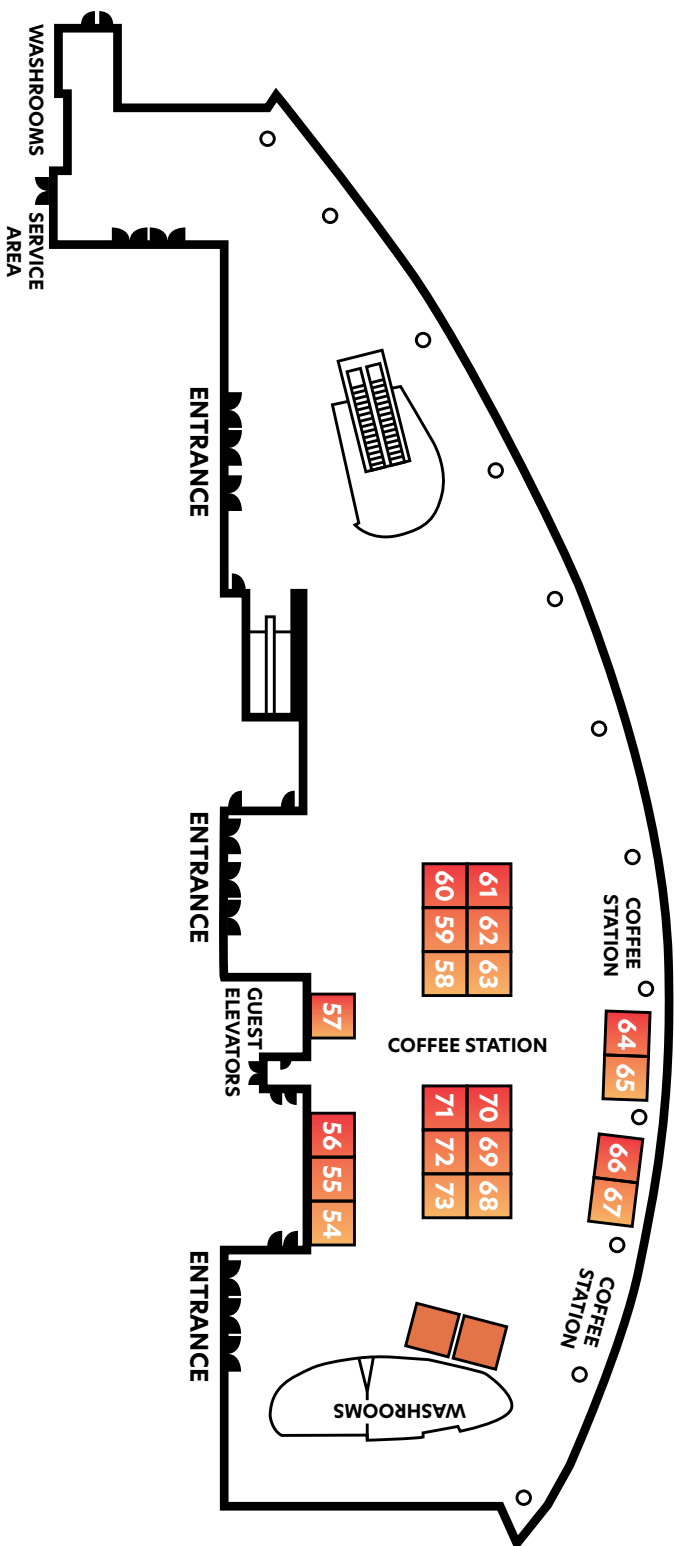 WASHROOMS
SERVICE
AREA
ENTRANCE
ENTRANCE
COFFEE
STATION
61
62
63
60
59
58
GUEST
ELEVATORS
57
COFFEE STATION
64
65
66
67
70
69
68
71
72
73
56
55
54
COFFEE
STATION
ENTRANCE
WASHROOMS